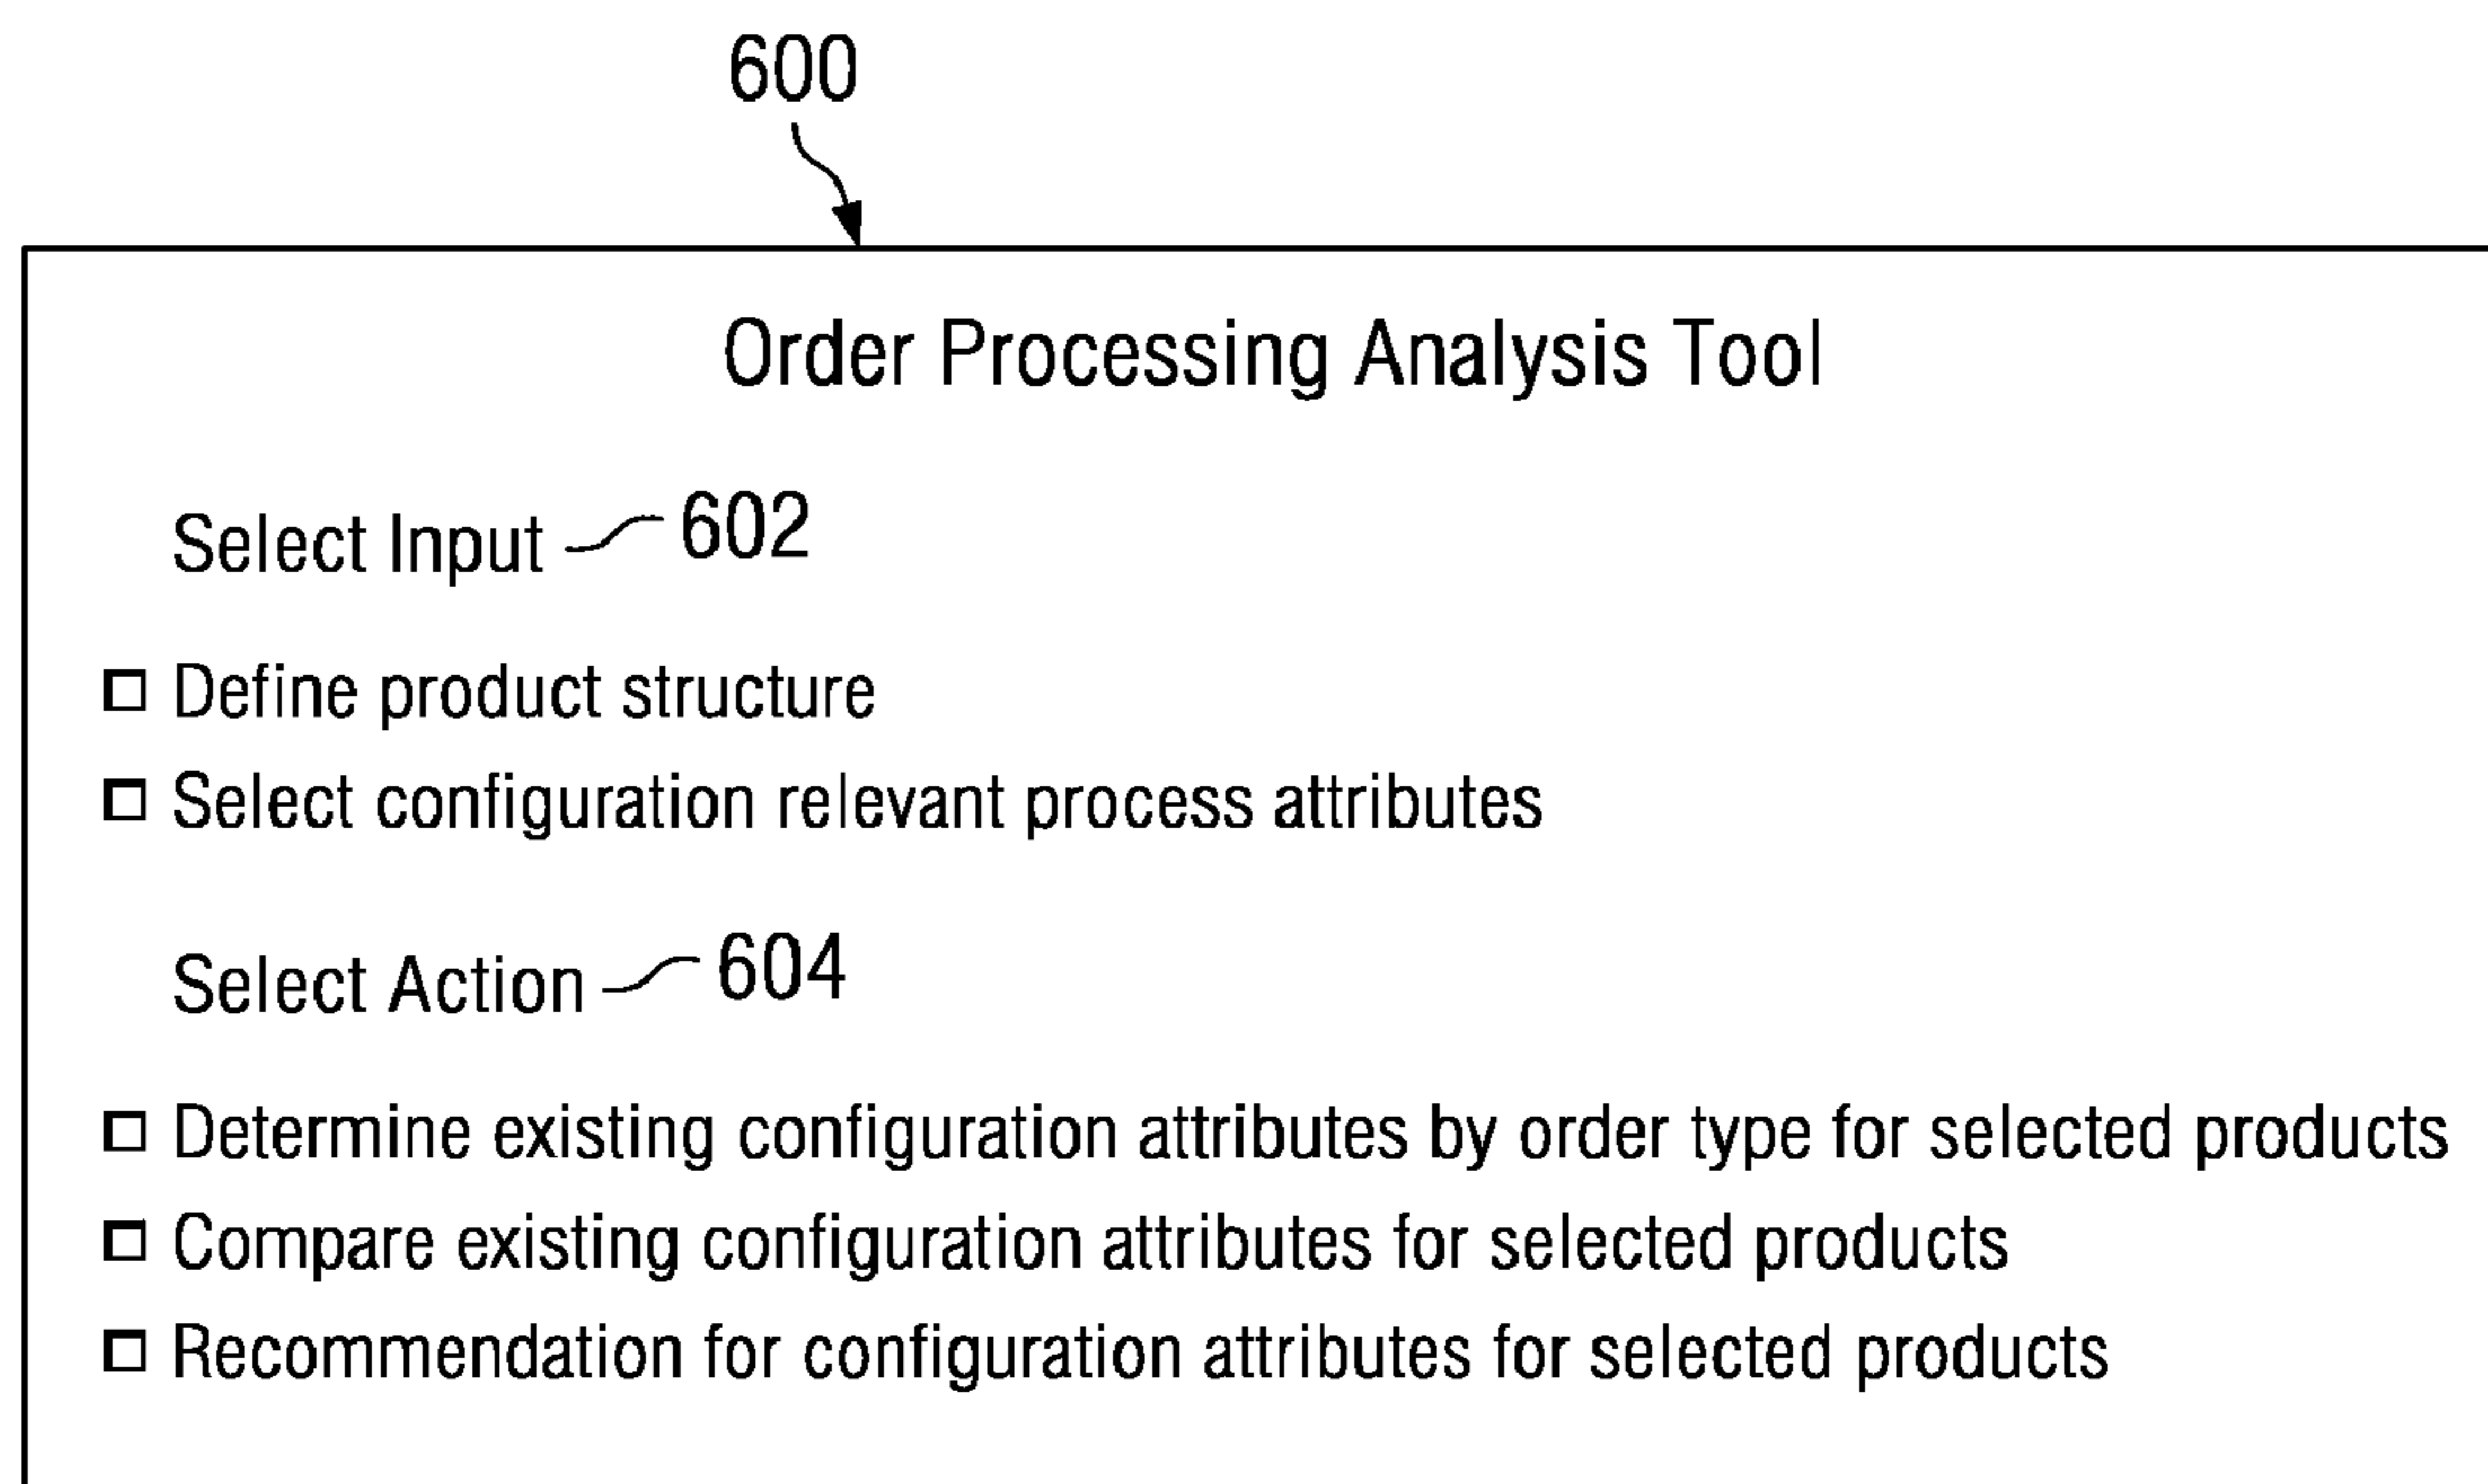 600
Order Processing Analysis Tool
Select Input 602
Define product structure
Select configuration relevant process attributes
Select Action 604
Determine existing configuration attributes by order type for selected products
Compare existing configuration attributes for selected products
Recommendation for configuration attributes for selected products